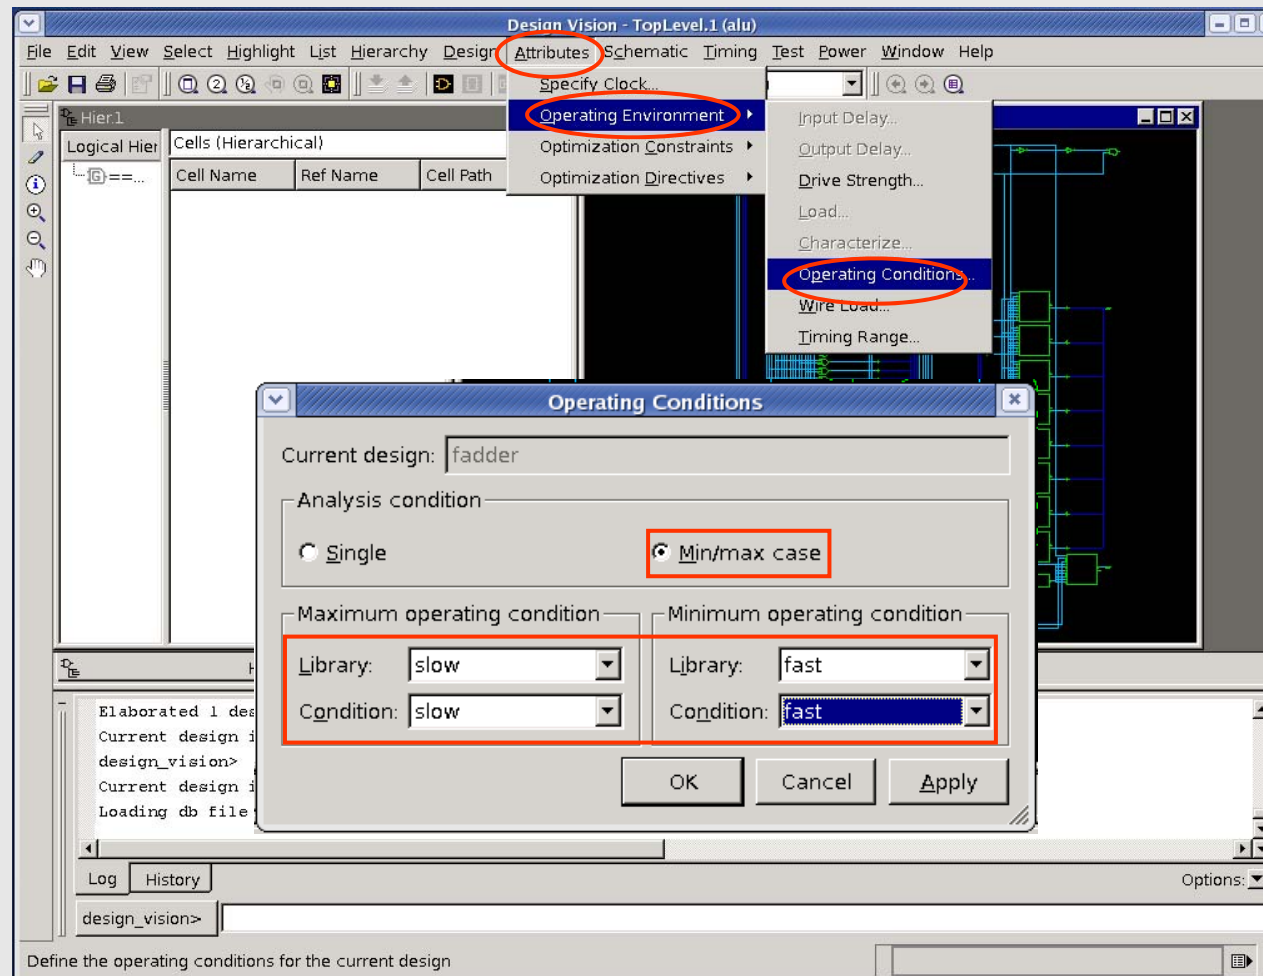 Design Vision - TopLevel.1 (alu)
File Edit View Select Highlight List Hierarchy Design Attributes Schematic Timing Test Power Window Help
Specify Clock...
Operating Environment
Optimization Constraints
Optimization Directives
Input Delay...
Output Delay...
Drive Strength...
Load...
Characterize...
Operating Conditions...
Wire Load...
Timing Range...
Hier.1
Logical Hier
Cells (Hierarchical)
Cell Name Ref Name Cell Path
==...
Operating Conditions
Current design: fadder
Analysis condition
Single Min/max case
Maximum operating condition Minimum operating condition
Library: slow Library: fast
Condition: slow Condition: fast
OK Cancel Apply
H
Elaborated 1 des
Current design i
design_vision>
Current design i
Loading db file
Log History
Options:
design_vision>
Define the operating conditions for the current design